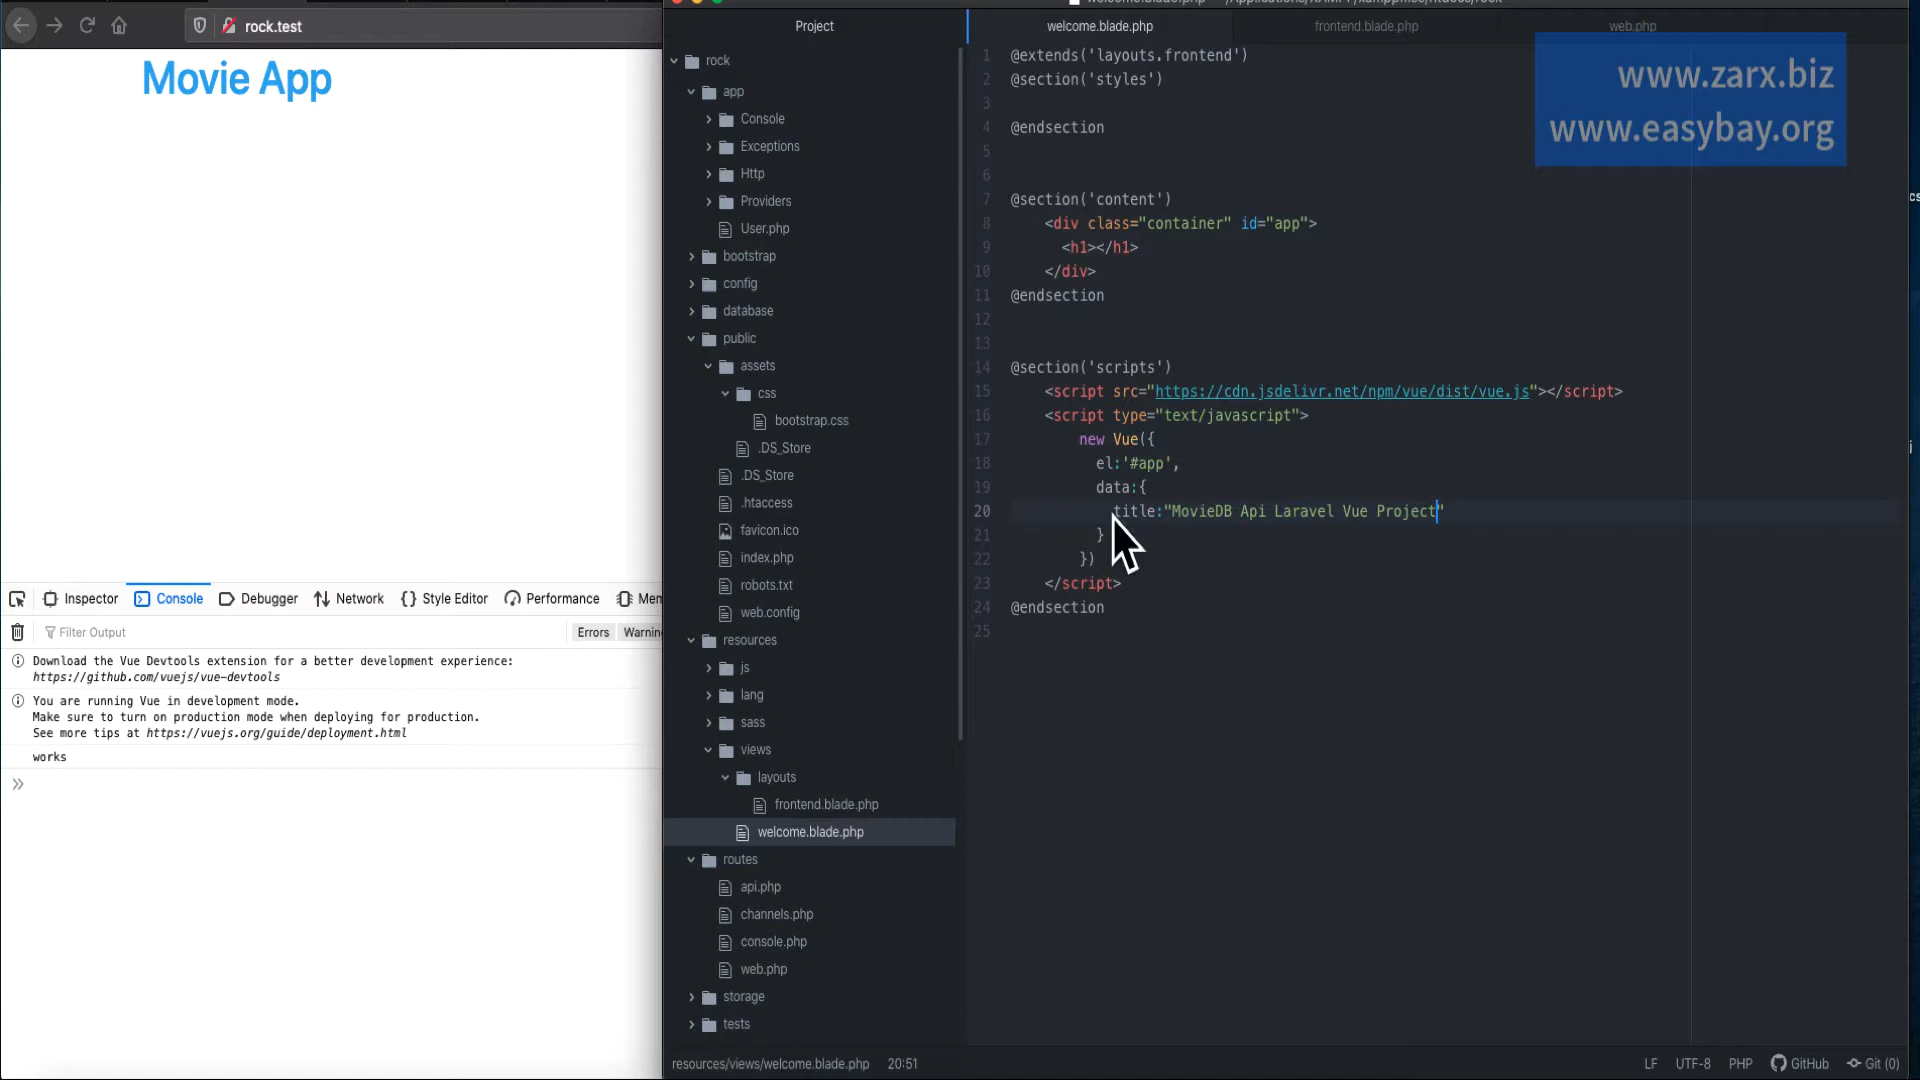 rock.test
Movie App
Inspector
Console
Debugger
Network
Style Editor
Performance
Filter Output
Errors
Download the Vue Devtools extension for a better development experience:
https://github.com/vuejs/vue-devtools
You are running Vue in development mode.
Make sure to turn on production mode when deploying for production.
See more tips at https://vuejs.org/guide/deployment.html
works
Project
rock
app
Console
Exceptions
Http
Providers
User.php
bootstrap
config
database
public
assets
css
bootstrap.css
.DS_Store
.DS_Store
.htaccess
favicon.ico
index.php
robots.txt
web.config
resources
js
lang
sass
views
layouts
frontend.blade.php
welcome.blade.php
routes
api.php
channels.php
console.php
web.php
storage
tests
welcome.blade.php
frontend.blade.php
web.php
www.zarx.biz
www.easybay.org
1 @extends('layouts.frontend')
2 @section('styles')
3
4 @endsection
5
6
7 @section('content')
8 <div class="container" id="app">
9 <h1></h1>
10 </div>
11 @endsection
12
13
14 @section('scripts')
15 <script src="https://cdn.jsdelivr.net/npm/vue/dist/vue.js"></script>
16 <script type="text/javascript">
17 new Vue({
18 el:'#app',
19 data:{
20 title:"MovieDB Api Laravel Vue Project"
21 }
22 })
23 </script>
24 @endsection
25
resources/views/welcome.blade.php 20:51
LF UTF-8 PHP GitHub Git (0)